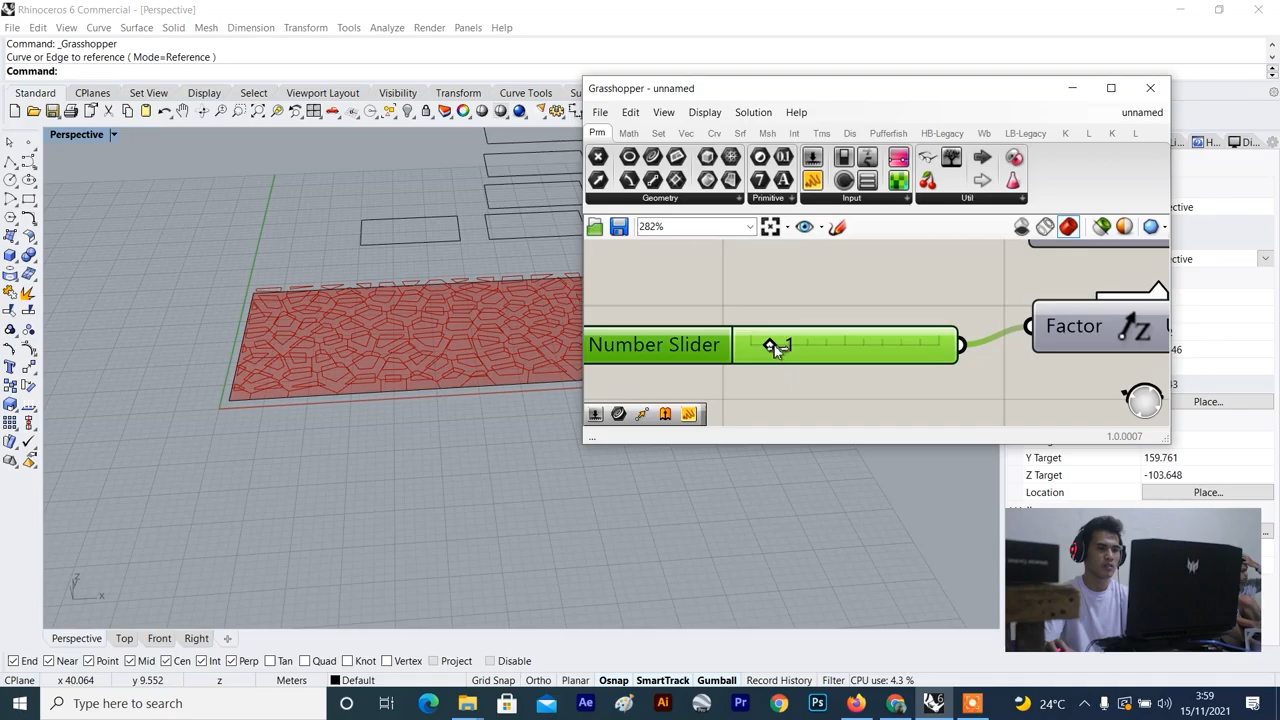 Rhinoceros 6 Commercial - [Perspective]
File Edit View Curve Surface Solid Mesh Dimension Transform Tools Analyze Render Panels Help
Command: _Grasshopper
Curve or Edge to reference ( Mode=Reference )
Command:
Standard CPlanes Set View Display Select Viewport Layout Visibility Transform Curve Tools
Perspective
Grasshopper - unnamed
File Edit View Display Solution Help unnamed
Prm Math Set Vec Crv Srf Msh Int Trns Dis Pufferfish HB-Legacy Wb LB-Legacy K L K L
Geometry Primitive Input Util
282%
Number Slider 1
Factor
... 1.0.0007
Place...
Y Target 159.761
Z Target -103.648
Location Place...
z
x
Perspective Top Front Right
End Near Point Mid Cen Int Perp Tan Quad Knot Vertex Project Disable
CPlane x 40.064 y 9.552 z Meters Default Grid Snap Ortho Planar Osnap SmartTrack Gumball Record History Filter CPU use: 4.3 %
Type here to search
24°C
3:59
15/11/2021